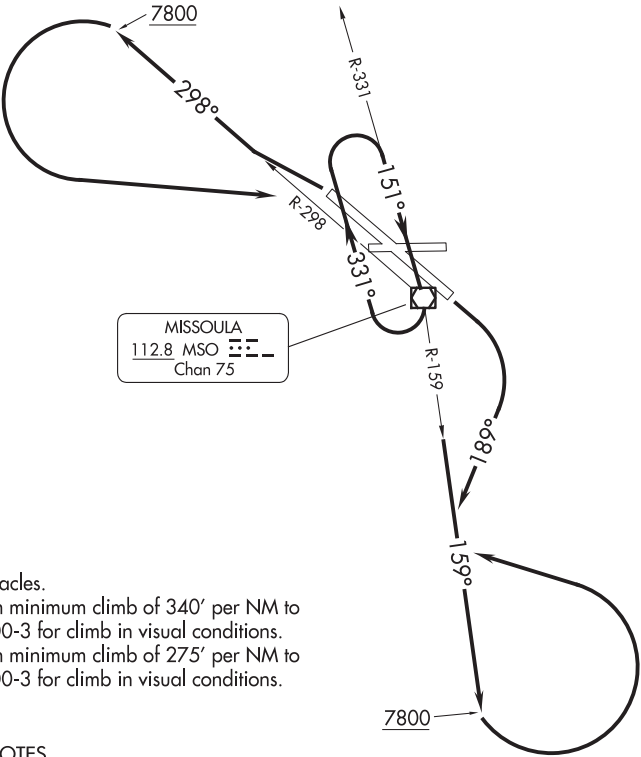 7800
298°
R-331
151°
R-298
331°
MISSOULA
112.8 MSO
Chan 75
R-159
189°
159°
acles.
minimum climb of 340' per NM to
0-3 for climb in visual conditions.
minimum climb of 275' per NM to
0-3 for climb in visual conditions.
7800
OTES